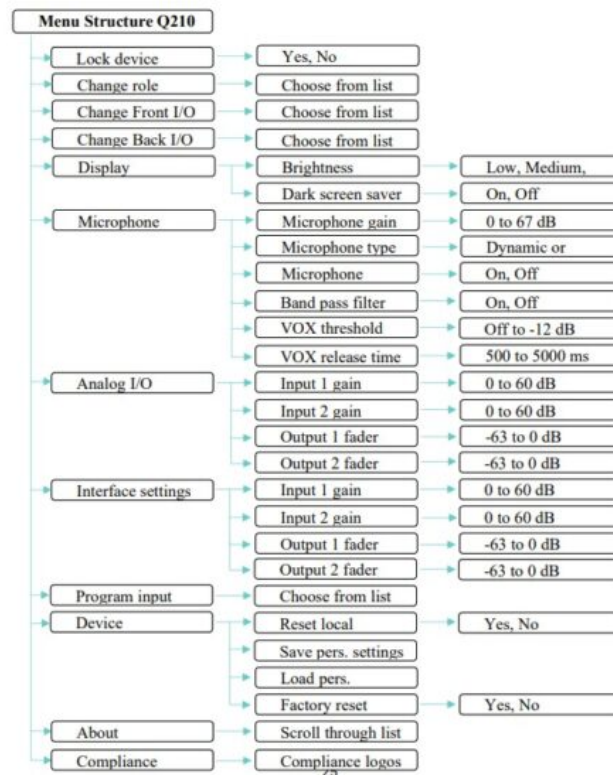 Menu Structure Q210
Lock device Yes, No
Change role Choose from list
Change Front I/O Choose from list
Change Back I/O Choose from list
Display Brightness Low, Medium,
Dark screen saver On, Off
Microphone Microphone gain 0 to 67 dB
Microphone type Dynamic or
Microphone On, Off
Band pass filter On, Off
VOX threshold Off to -12 dB
VOX release time 500 to 5000 ms
Analog I/O Input 1 gain 0 to 60 dB
Input 2 gain 0 to 60 dB
Output 1 fader -63 to 0 dB
Output 2 fader -63 to 0 dB
Interface settings Input 1 gain 0 to 60 dB
Input 2 gain 0 to 60 dB
Output 1 fader -63 to 0 dB
Output 2 fader -63 to 0 dB
Program input Choose from list
Device Reset local Yes, No
Save pers. settings
Load pers.
Factory reset Yes, No
About Scroll through list
Compliance Compliance logos